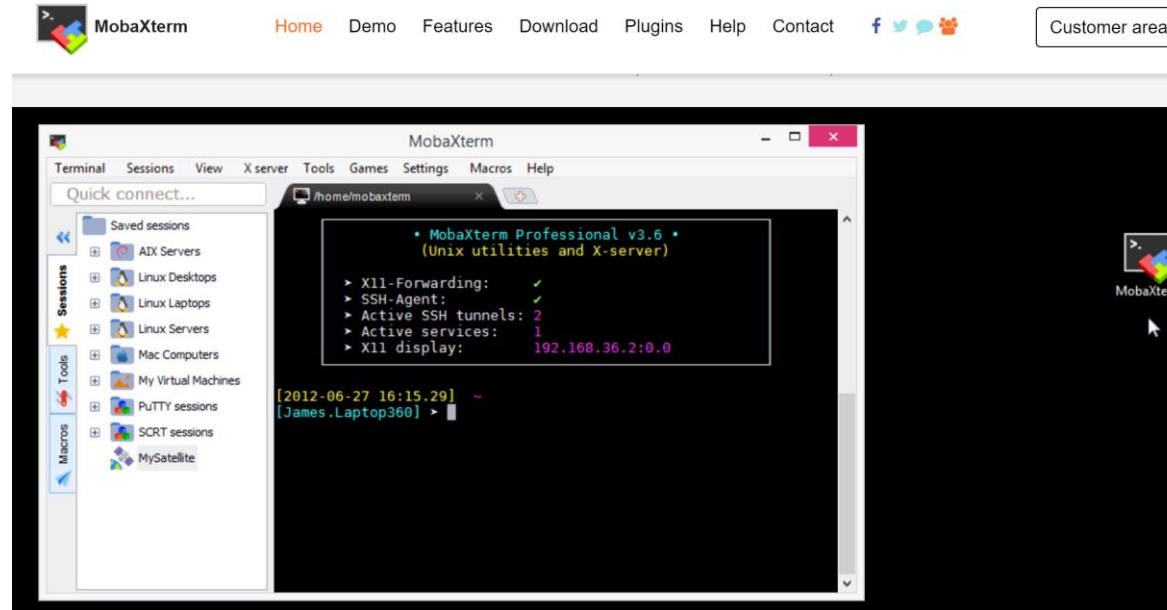 MobaXterm Home Demo Features Download Plugins Help Contact Customer area
MobaXterm
Terminal Sessions View X server Tools Games Settings Macros Help
Quick connect...
/home/mobaxterm
Saved sessions
AIX Servers
Linux Desktops
Linux Laptops
Linux Servers
Mac Computers
My Virtual Machines
PuTTY sessions
SCRT sessions
MySatellite
Sessions
Tools
Macros
• MobaXterm Professional v3.6 •
(Unix utilities and X-server)
➤ X11-Forwarding: ✔
➤ SSH-Agent: ✔
➤ Active SSH tunnels: 2
➤ Active services: 1
➤ X11 display: 192.168.36.2:0.0
[2012-06-27 16:15.29] ~
[James.Laptop360] ➤